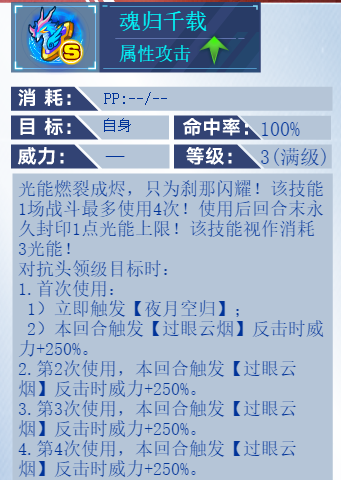 魂归千载
S
属性攻击
消耗: PP:--/--
目标: 自身 命中率: 100%
威力: — 等级: 3(满级)
光能燃裂成烬，只为刹那闪耀！该技能
1场战斗最多使用4次！使用后回合末永
久封印1点光能上限！该技能视作消耗
3光能！
对抗头领级目标时:
1.首次使用:
1）立即触发【夜月空归】;
2）本回合触发【过眼云烟】反击时威
力+250%。
2.第2次使用，本回合触发【过眼云
烟】反击时威力+250%。
3.第3次使用，本回合触发【过眼云
烟】反击时威力+250%。
4.第4次使用，本回合触发【过眼云
烟】反击时威力+250%。